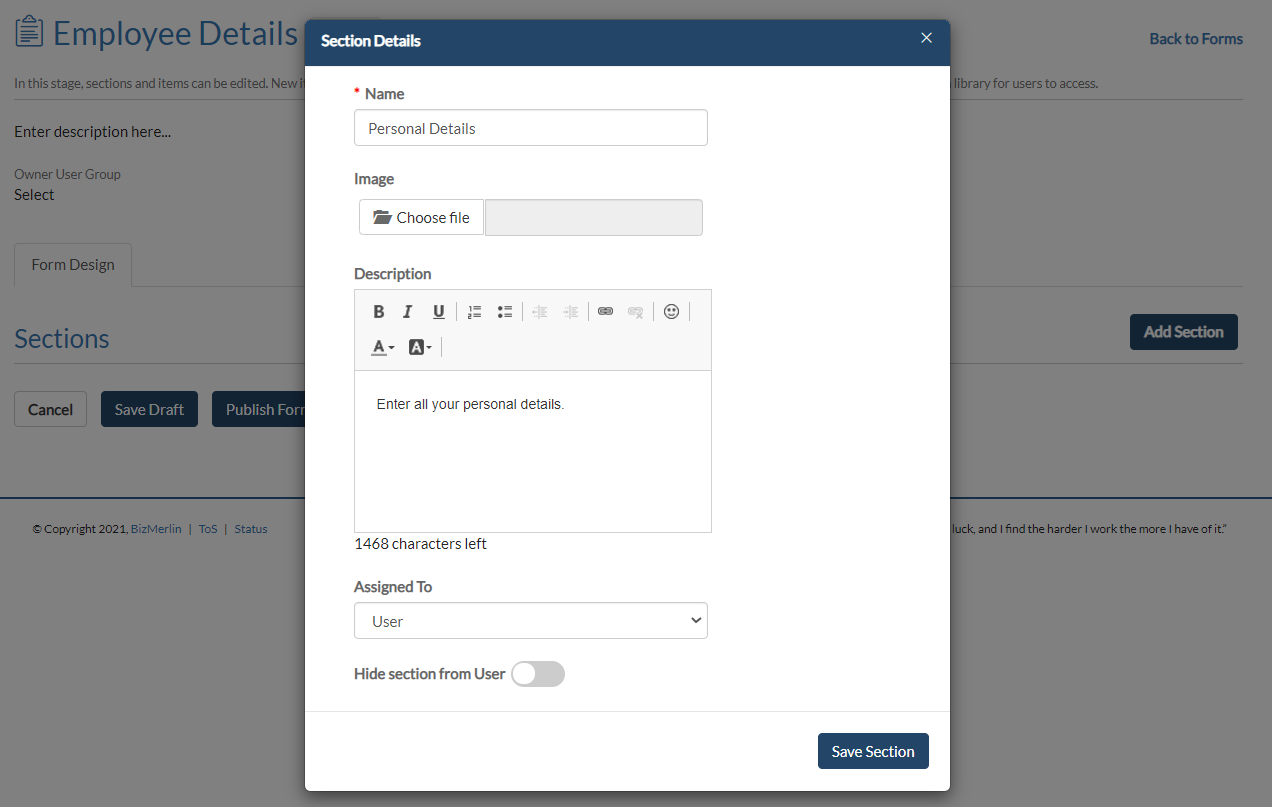 Employee Details
Section Details
Back to Forms
In this stage, sections and items can be edited. New i
library for users to access.
* Name
Personal Details
Enter description here...
Owner User Group
Select
Image
Choose file
Form Design
Description
B I U
A A
Sections
Add Section
Enter all your personal details.
Cancel
Save Draft
Publish For
© Copyright 2021, BizMerlin | ToS | Status
luck, and I find the harder I work the more I have of it.”
1468 characters left
Assigned To
User
Hide section from User
Save Section